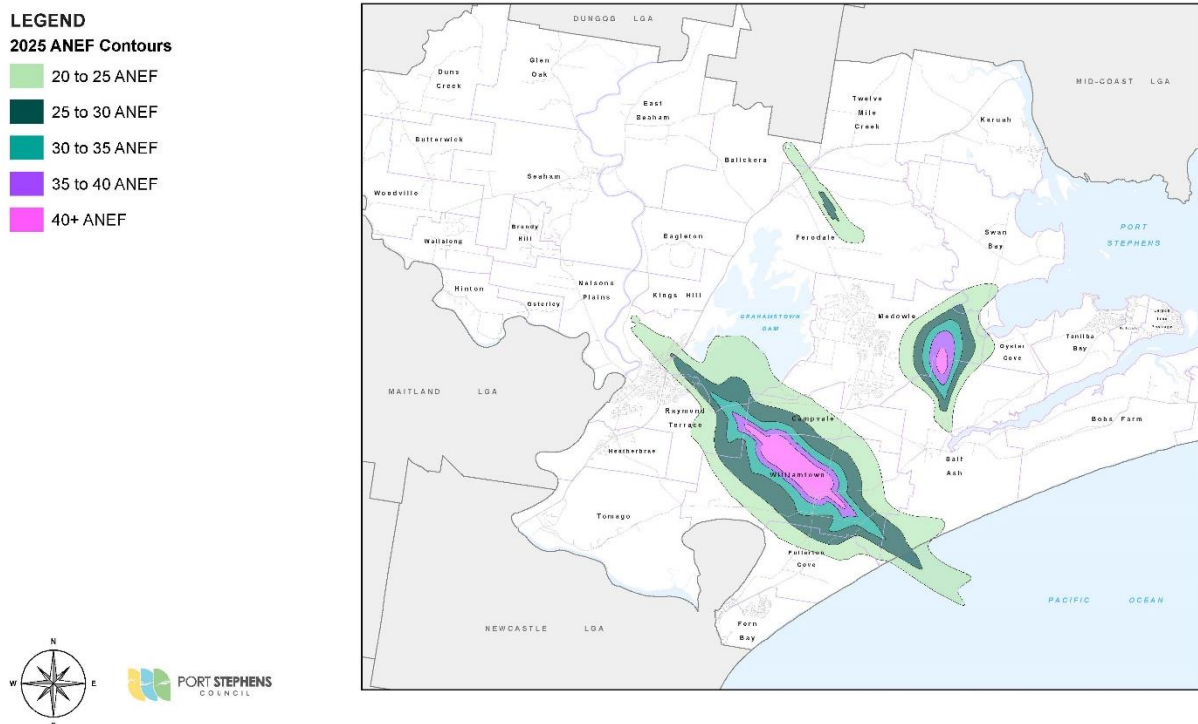 LEGEND
2025 ANEF Contours
20 to 25 ANEF
25 to 30 ANEF
30 to 35 ANEF
35 to 40 ANEF
40+ ANEF
DUNGOG LGA
MID-COAST LGA
Duns
Creek
Glen
Oak
East
Seaham
Twelve
Mile
Creek
Karuah
Butterwick
Balickera
Seaham
Woodville
Wallalong
Brandy
Hill
Eagleton
Ferodale
Swan
Bay
PORT
STEPHENS
Hinton
Osterley
Nelsons
Plains
Kings Hill
GRAHAMSTOWN
DAM
Medowie
Oyster
Cove
Tanilba
Bay
MAITLAND LGA
Raymond
Terrace
Campvale
Bobs Farm
Heatherbrae
Williamtown
Salt
Ash
Tomago
Fullerton
Cove
Fern
Bay
NEWCASTLE LGA
PACIFIC OCEAN
N
W
E
PORT STEPHENS
COUNCIL